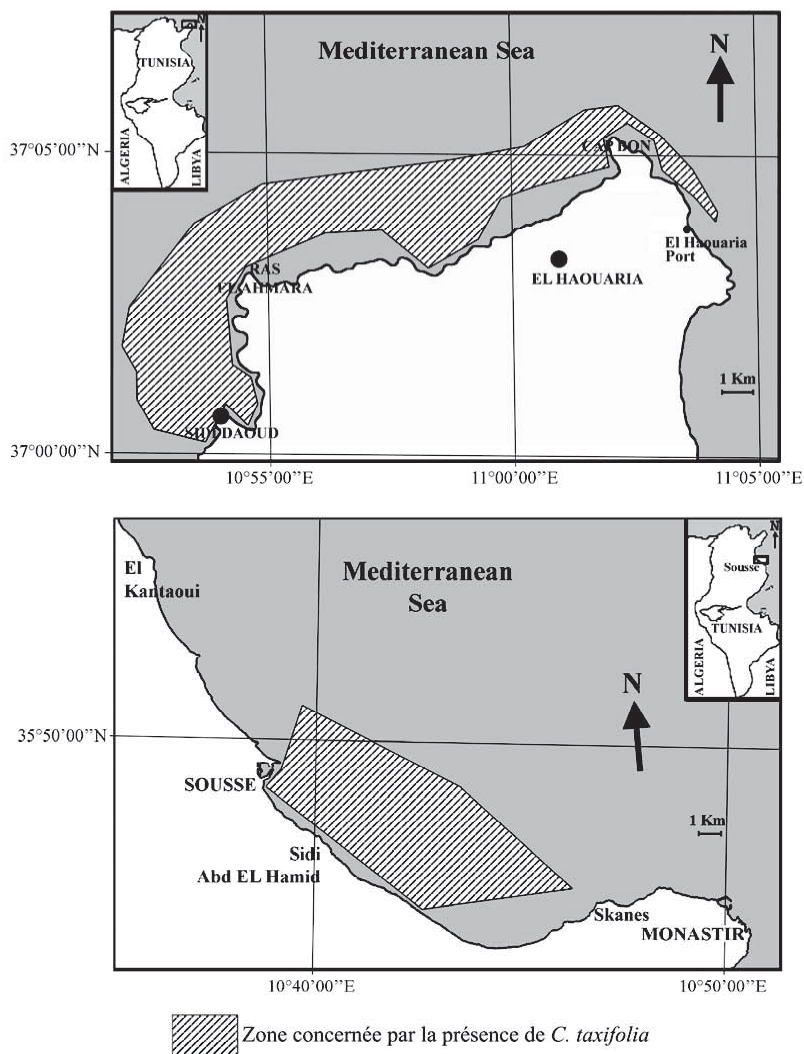 Mediterranean Sea
N
N
TUNISIA
ALGERIA
LIBYA
37°05'00''N
CAP BON
El Haouaria
Port
RAS
EL AHMARA
EL HAOUARIA
1 Km
SIDI DAOUD
37°00'00''N
10°55'00''E
11°00'00''E
11°05'00''E
El
Kantaoui
Mediterranean
Sea
N
Sousse
TUNISIA
ALGERIA
LIBYA
N
35°50'00''N
SOUSSE
1 Km
Sidi
Abd EL Hamid
Skanes
MONASTIR
10°40'00''E
10°50'00''E
Zone concernée par la présence de C. taxifolia